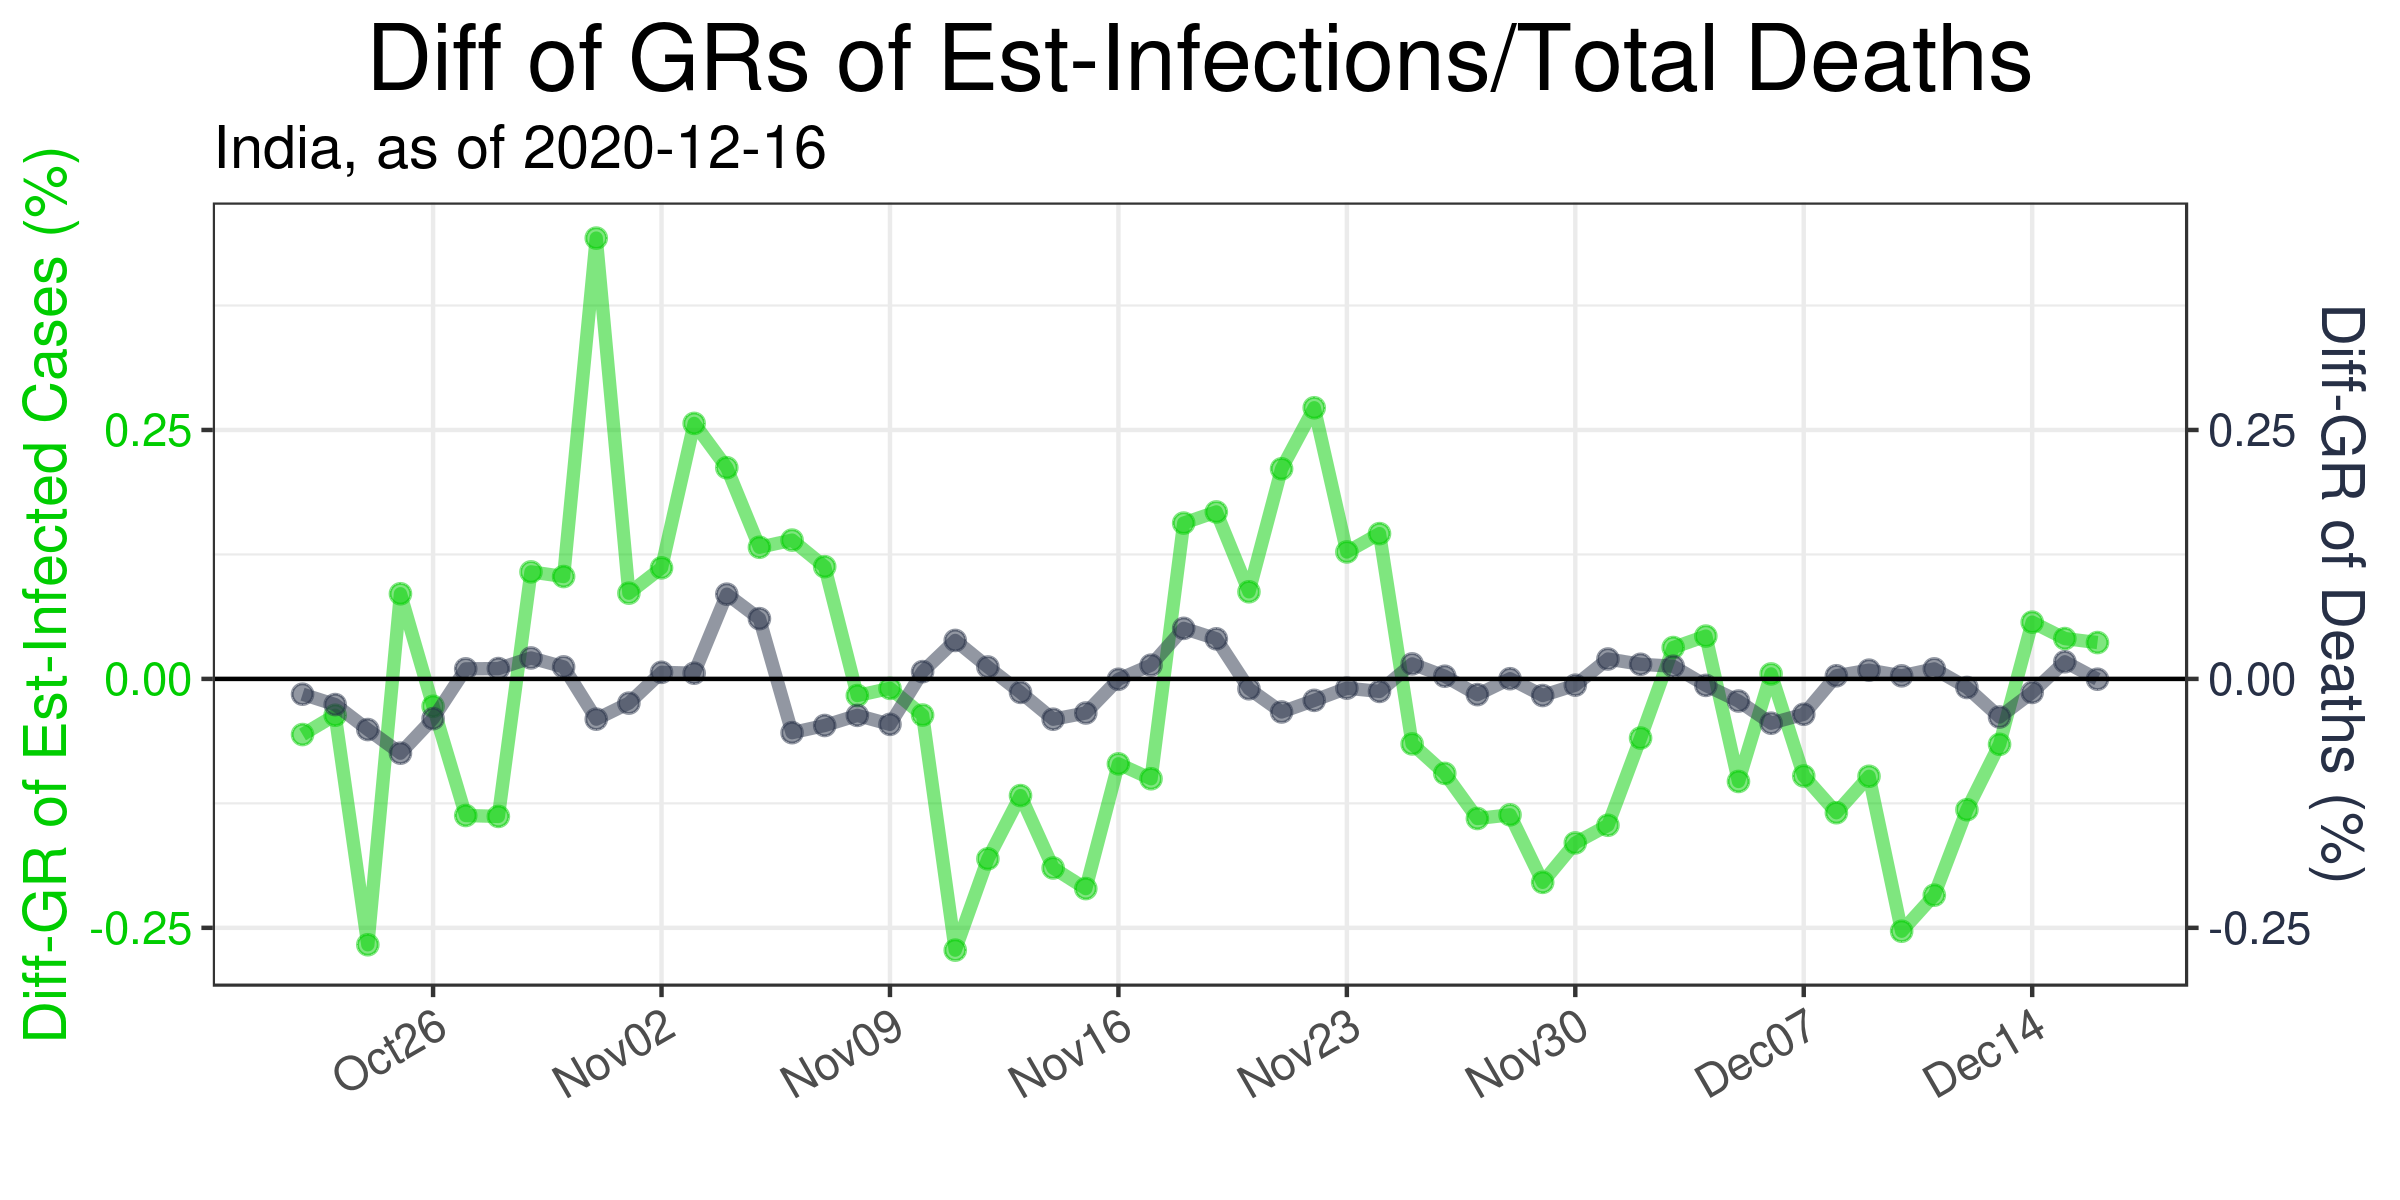 Diff of GRs of Est-Infections/Total Deaths
India, as of 2020-12-16
Diff-GR of Est-Infected Cases (%)
0.25
0.00
-0.25
0.25
0.00
-0.25
Diff-GR of Deaths (%)
Oct26 Nov02 Nov09 Nov16 Nov23 Nov30 Dec07 Dec14